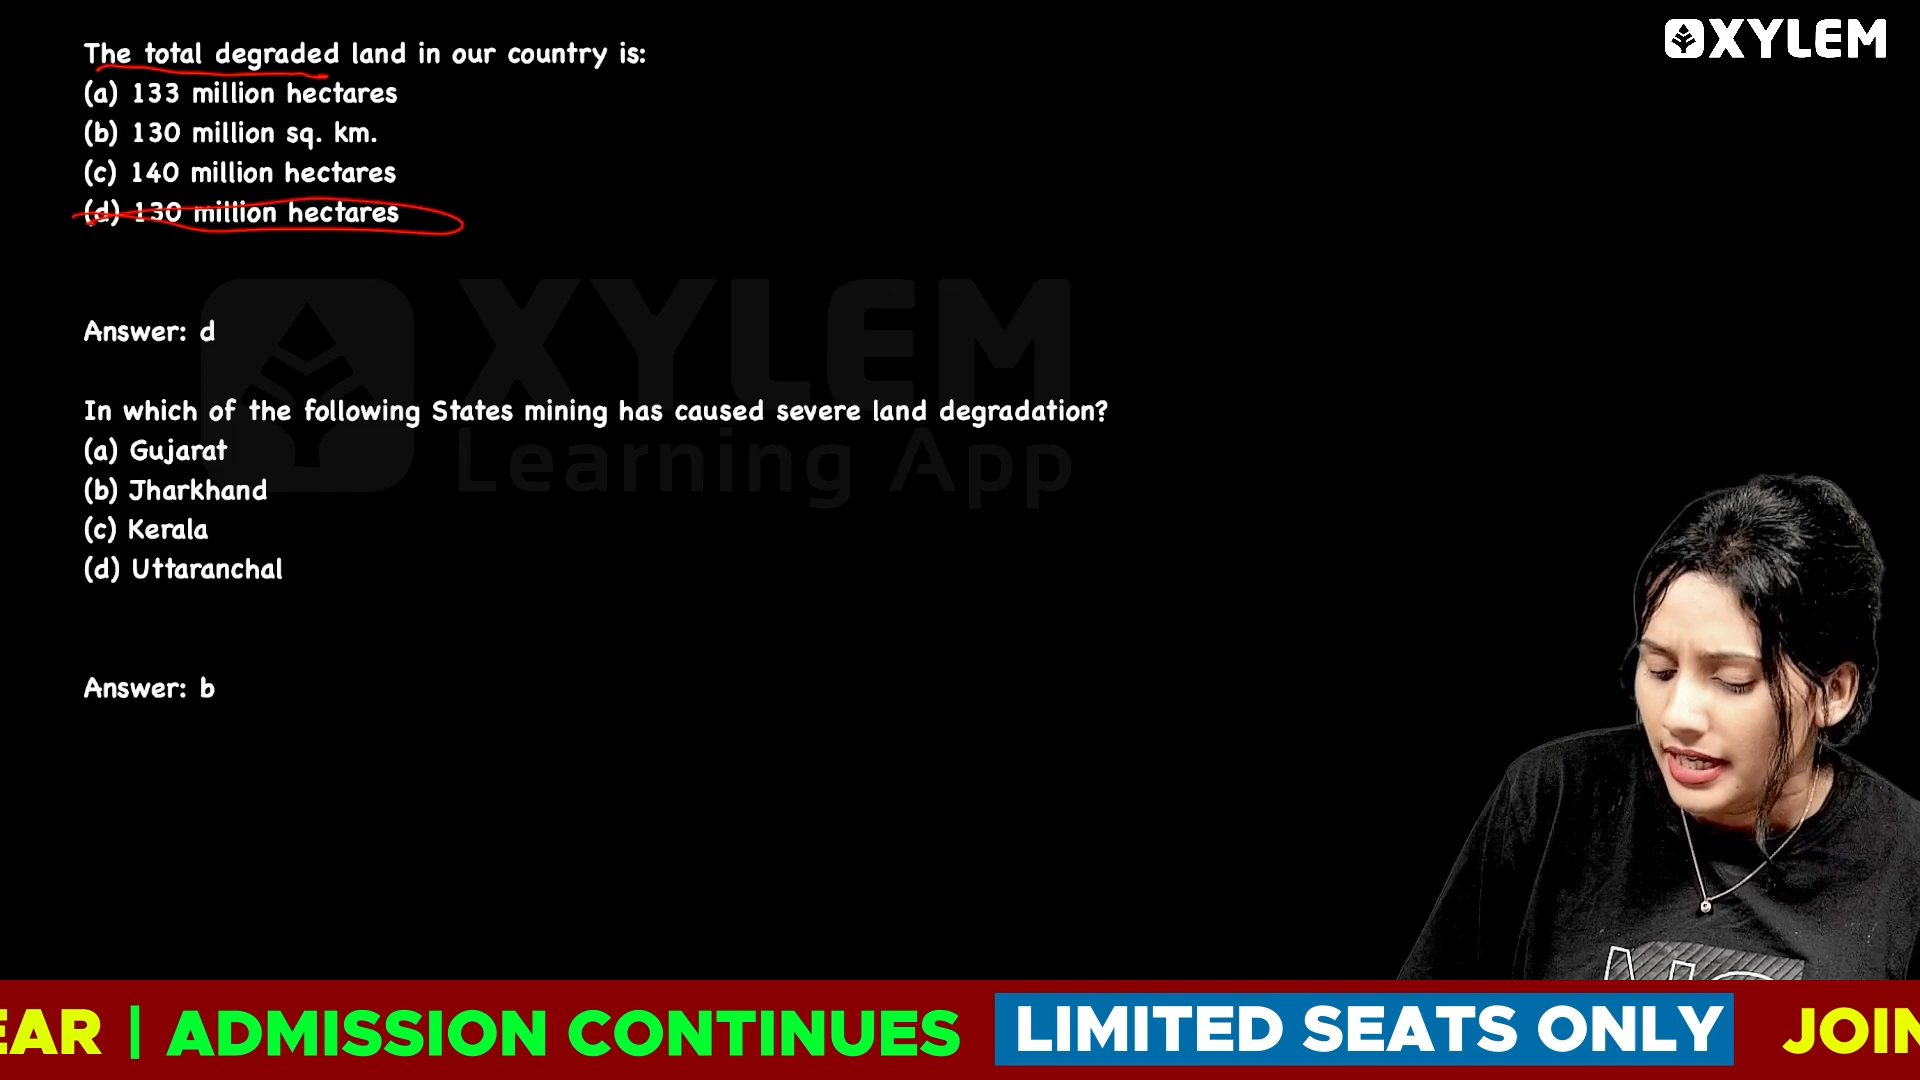 XYLEM
The total degraded land in our country is:
(a) 133 million hectares
(b) 130 million sq. km.
(c) 140 million hectares
(d) 130 million hectares
XYLEM
Learning App
Answer: d
In which of the following States mining has caused severe land degradation?
(a) Gujarat
(b) Jharkhand
(c) Kerala
(d) Uttaranchal
Answer: b
EAR | ADMISSION CONTINUES LIMITED SEATS ONLY JOIN